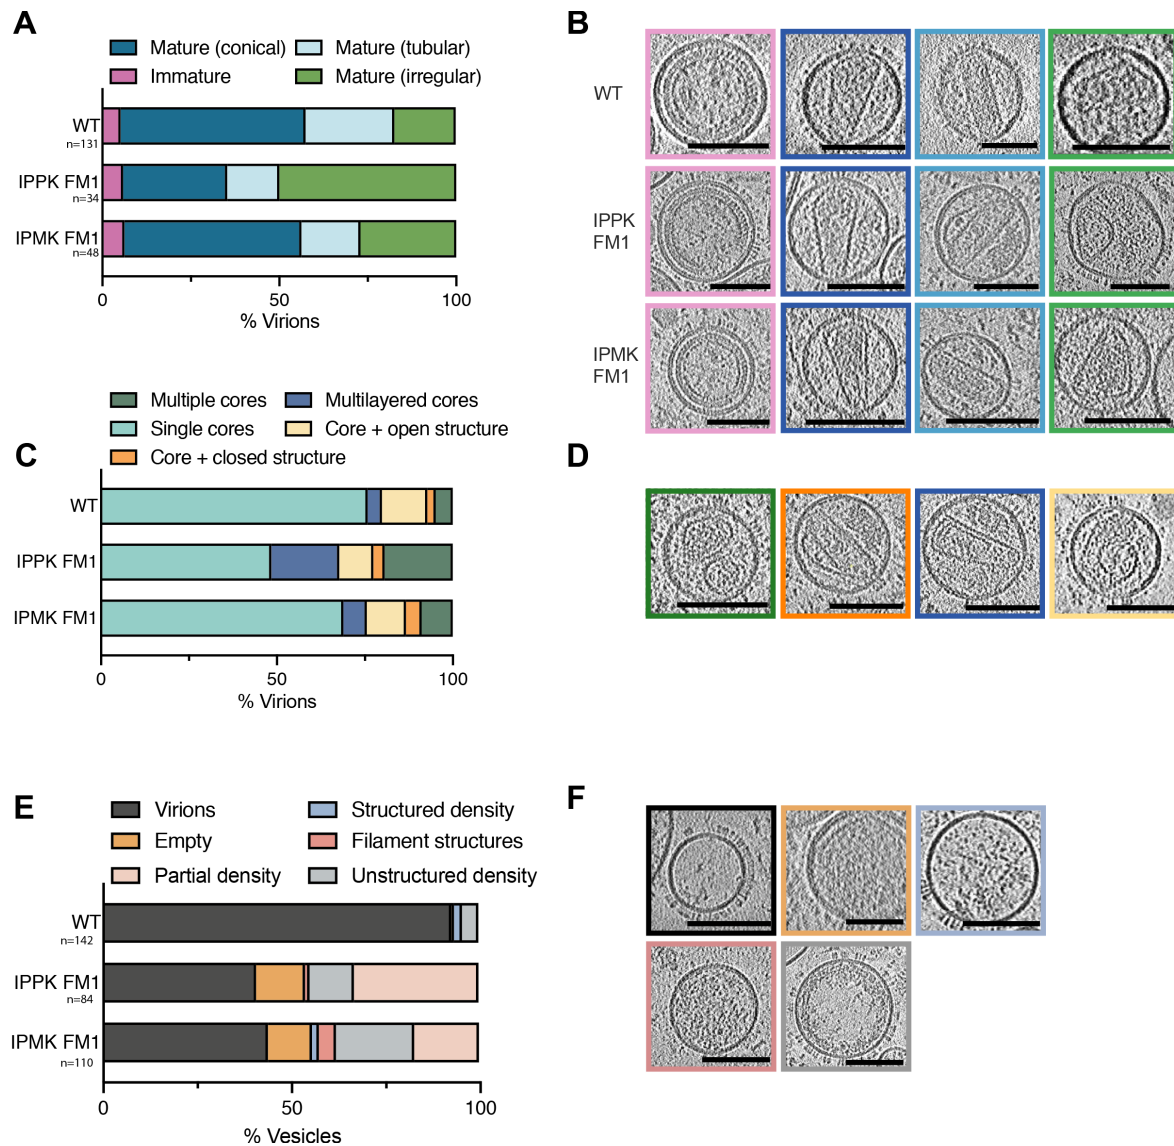 A
Mature (conical)
Mature (tubular)
Immature
Mature (irregular)
WT
n=131
IPPK FM1
n=34
IPMK FM1
n=48
0
50
100
% Virions
B
WT
IPPK
FM1
IPMK
FM1
Multiple cores
Multilayered cores
Single cores
Core + open structure
Core + closed structure
C
WT
IPPK FM1
IPMK FM1
0
50
100
% Virions
D
E
Virions
Structured density
Empty
Filament structures
Partial density
Unstructured density
WT
n=142
IPPK FM1
n=84
IPMK FM1
n=110
0
50
100
% Vesicles
F